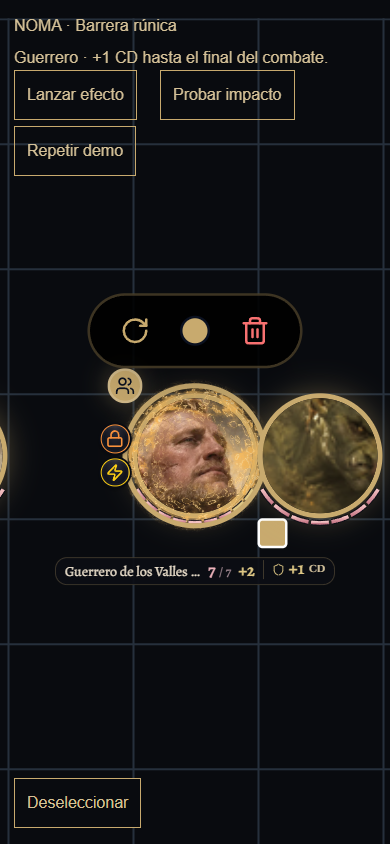 NOMA · Barrera rúnica
Guerrero · +1 CD hasta el final del combate.
Lanzar efecto
Probar impacto
Repetir demo
Guerrero de los Valles ... 7 / 7 +2 +1 CD
Deseleccionar